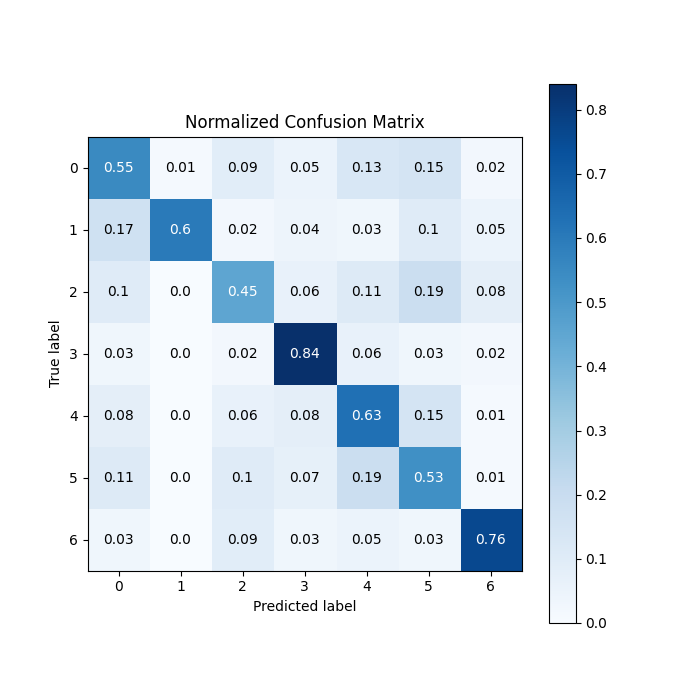 Normalized Confusion Matrix
True label
0 0.55 0.01 0.09 0.05 0.13 0.15 0.02
1 0.17 0.6 0.02 0.04 0.03 0.1 0.05
2 0.1 0.0 0.45 0.06 0.11 0.19 0.08
3 0.03 0.0 0.02 0.84 0.06 0.03 0.02
4 0.08 0.0 0.06 0.08 0.63 0.15 0.01
5 0.11 0.0 0.1 0.07 0.19 0.53 0.01
6 0.03 0.0 0.09 0.03 0.05 0.03 0.76
0 1 2 3 4 5 6
Predicted label
0.8
0.7
0.6
0.5
0.4
0.3
0.2
0.1
0.0